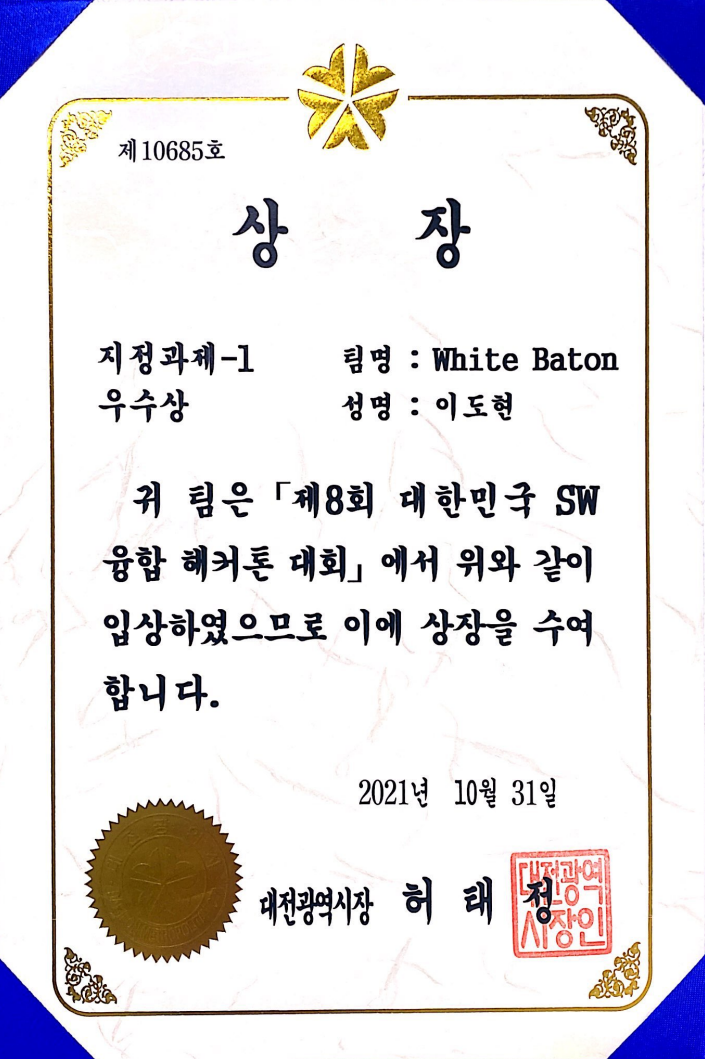 제10685호
상 장
지정과제-1 팀명 : White Baton
우수상 성명 : 이도현
귀 팀은 「제8회 대한민국 SW
융합 해커톤 대회」에서 위와 같이
입상하였으므로 이에 상장을 수여
합니다.
2021년 10월 31일
대전광역시장 허 태 정
대전광역
시장인